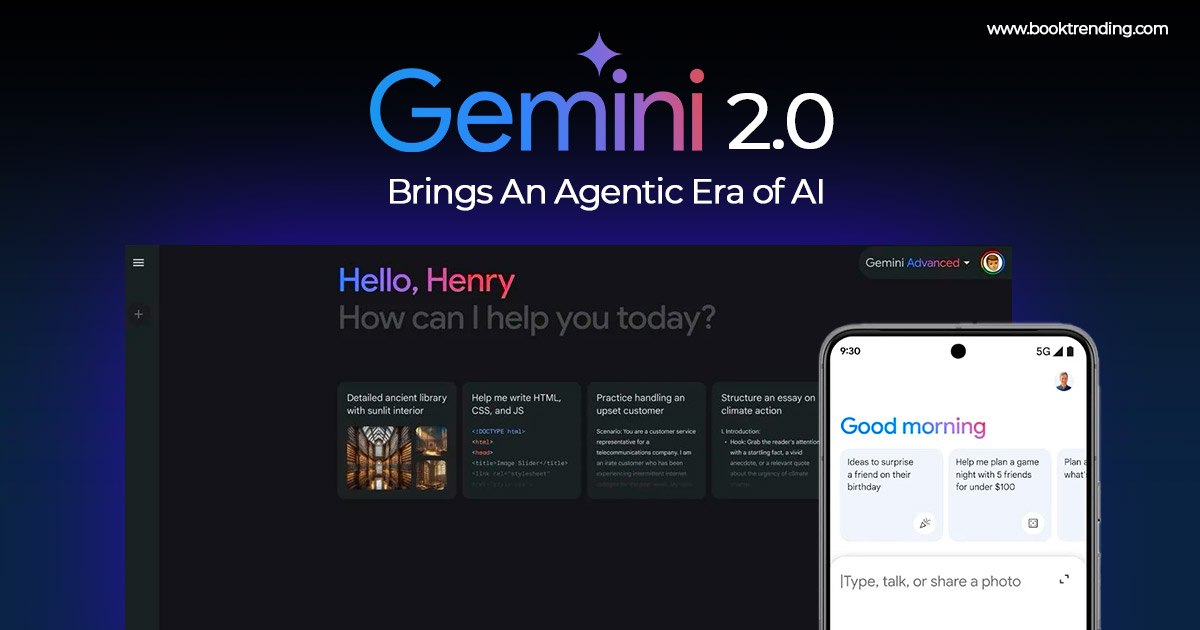 www.booktrending.com
Gemini 2.0
Brings An Agentic Era of AI
Gemini Advanced
Hello, Henry
How can I help you today?
Detailed ancient library
with sunlit interior
Help me write HTML,
CSS, and JS
<!DOCTYPE html>
<html>
<head>
<title>Image Slider</title>
<link rel="stylesheet"
Practice handling an
upset customer
Scenario: You are a customer service
representative for a
telecommunications company. I am
an irate customer who has been
experiencing intermittent internet
Structure an essay on
climate action
I. Introduction:
• Hook: Grab the reader's attention
with a startling fact, a vivid
anecdote, or a relevant quote
about the urgency of climate
9:30
5G
Good morning
Ideas to surprise
a friend on their
birthday
Help me plan a game
night with 5 friends
for under $100
Plan a
what's
Type, talk, or share a photo